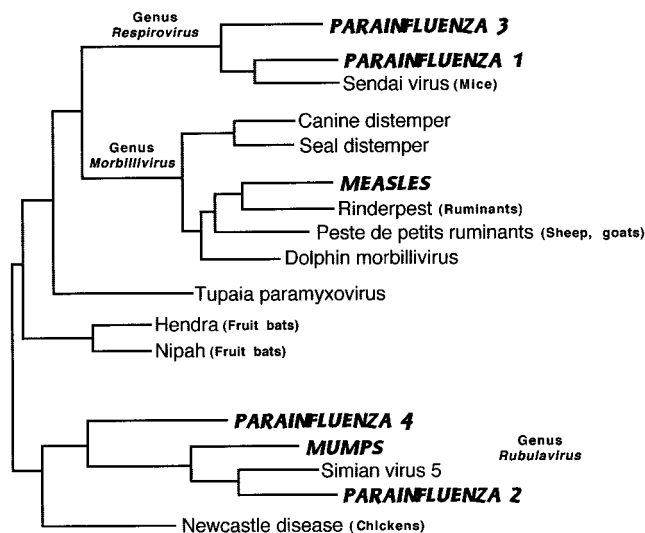 Genus
Respirovirus
PARAINFLUENZA 3
PARAINFLUENZA 1
Sendai virus (Mice)
Genus
Morbillivirus
Canine distemper
Seal distemper
MEASLES
Rinderpest (Ruminants)
Peste de petits ruminants (Sheep, goats)
Dolphin morbillivirus
Tupaia paramyxovirus
Hendra (Fruit bats)
Nipah (Fruit bats)
PARAINFLUENZA 4
MUMPS
Genus
Rubulavirus
Simian virus 5
PARAINFLUENZA 2
Newcastle disease (Chickens)